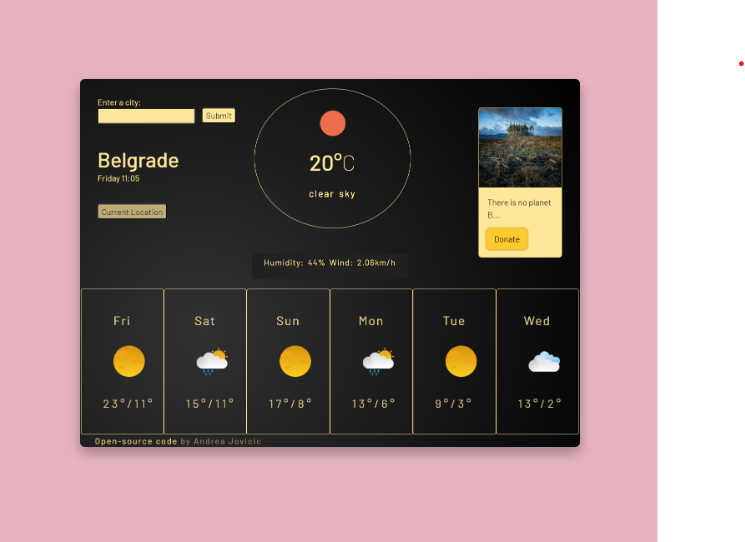 Enter a city:
Submit
Belgrade
Friday 11:05
Current Location
20°C
clear sky
There is no planet
B...
Donate
Humidity: 44% Wind: 2.06km/h
Fri
Sat
Sun
Mon
Tue
Wed
23°/11°
15°/11°
17°/8°
13°/6°
9°/3°
13°/2°
Open-source code by Andrea Jovicic